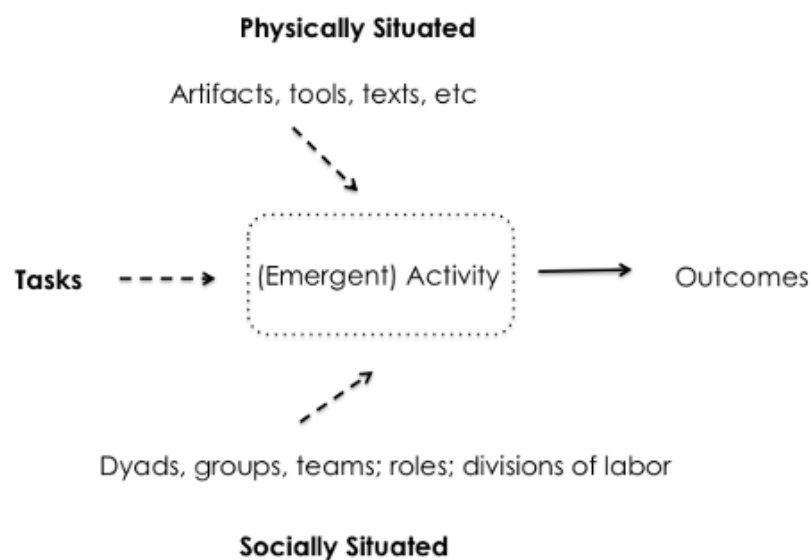 Physically Situated
Artifacts, tools, texts, etc
Tasks
(Emergent) Activity
Outcomes
Dyads, groups, teams; roles; divisions of labor
Socially Situated